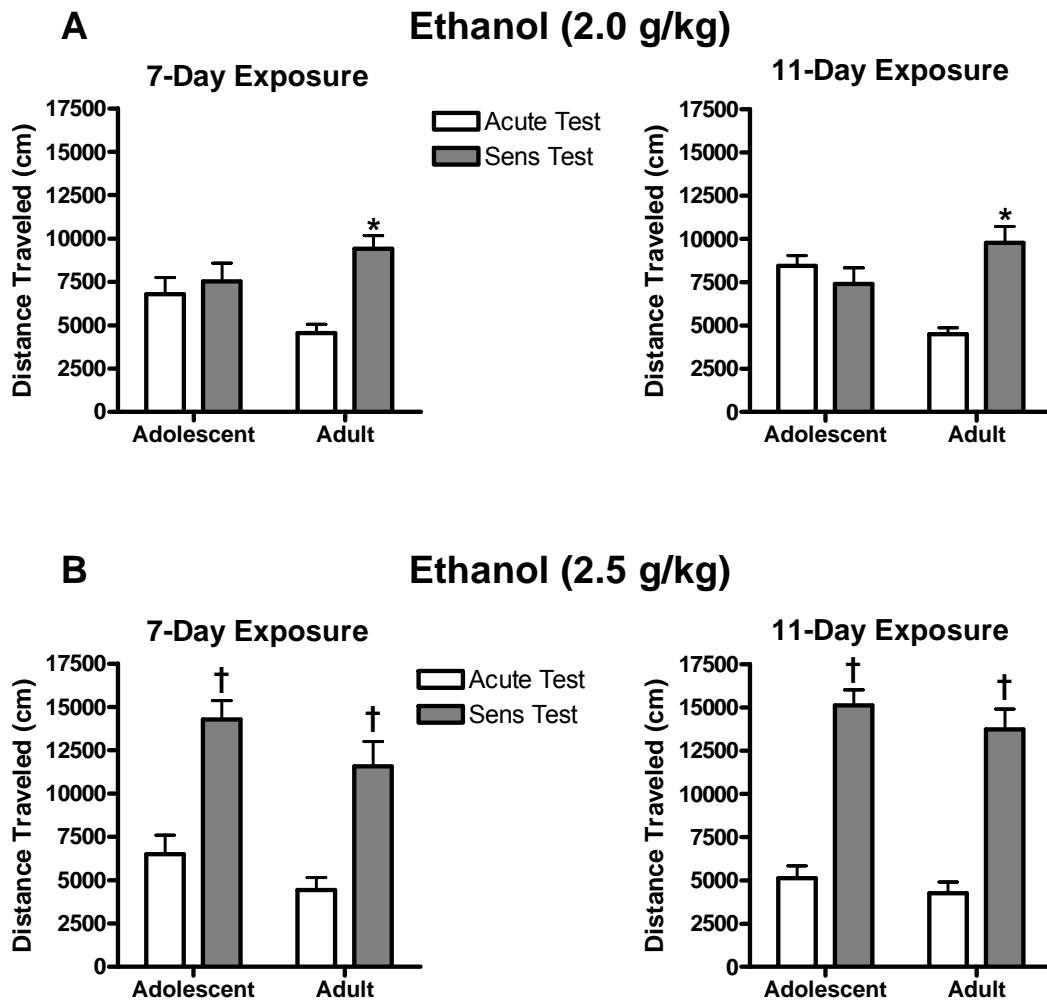 A
Ethanol (2.0 g/kg)
7-Day Exposure
Distance Traveled (cm)
17500
15000
12500
10000
7500
5000
2500
0
*
Adolescent Adult
Acute Test
Sens Test
11-Day Exposure
Distance Traveled (cm)
17500
15000
12500
10000
7500
5000
2500
0
*
Adolescent Adult
B
Ethanol (2.5 g/kg)
7-Day Exposure
Distance Traveled (cm)
17500
15000
12500
10000
7500
5000
2500
0
†
†
Adolescent Adult
Acute Test
Sens Test
11-Day Exposure
Distance Traveled (cm)
17500
15000
12500
10000
7500
5000
2500
0
†
†
Adolescent Adult